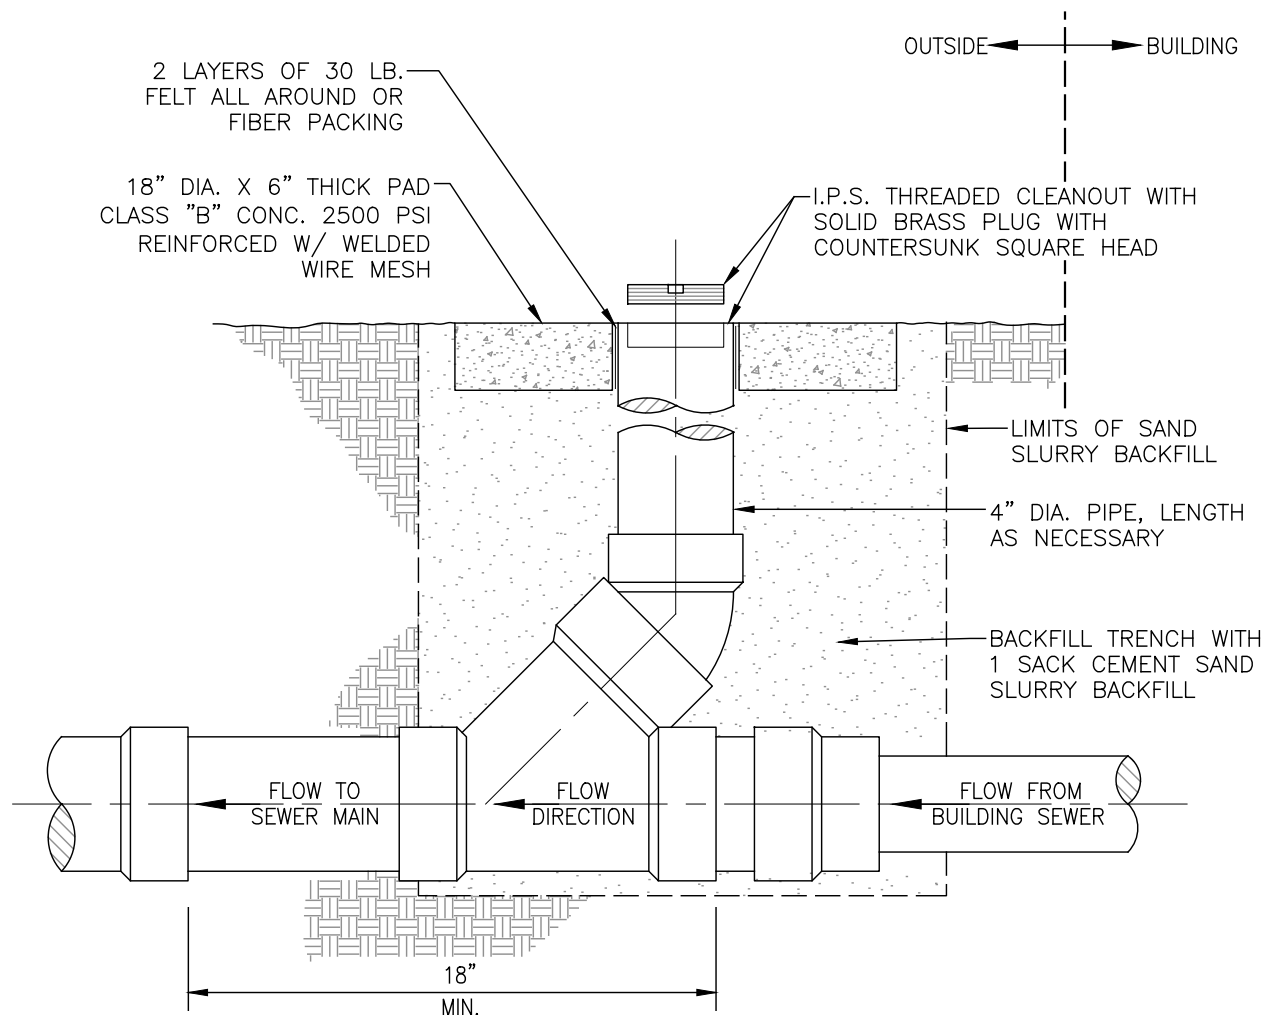 OUTSIDE
BUILDING
2 LAYERS OF 30 LB.
FELT ALL AROUND OR
FIBER PACKING
18" DIA. X 6" THICK PAD
CLASS "B" CONC. 2500 PSI
REINFORCED W/ WELDED
WIRE MESH
I.P.S. THREADED CLEANOUT WITH
SOLID BRASS PLUG WITH
COUNTERSUNK SQUARE HEAD
LIMITS OF SAND
SLURRY BACKFILL
4" DIA. PIPE, LENGTH
AS NECESSARY
BACKFILL TRENCH WITH
1 SACK CEMENT SAND
SLURRY BACKFILL
FLOW TO
SEWER MAIN
FLOW
DIRECTION
FLOW FROM
BUILDING SEWER
18"
MIN.